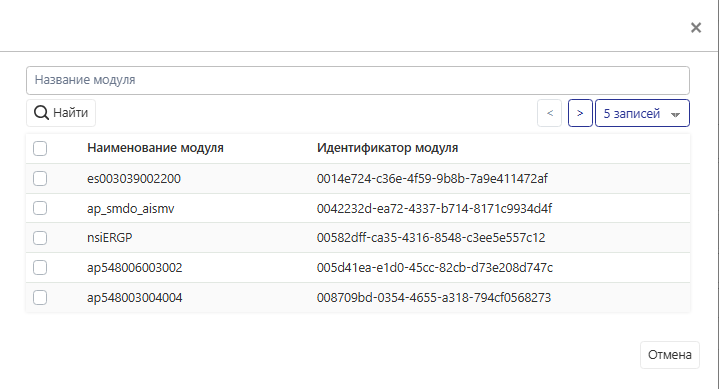 ×
Название модуля
Найти
< > 5 записей
Наименование модуля Идентификатор модуля
es003039002200 0014e724-c36e-4f59-9b8b-7a9e411472af
ap_smdo_aismv 0042232d-ea72-4337-b714-8171c9934d4f
nsiERGP 00582dff-ca35-4316-8548-c3ee5e557c12
ap548006003002 005d41ea-e1d0-45cc-82cb-d73e208d747c
ap548003004004 008709bd-0354-4655-a318-794cf0568273
Отмена